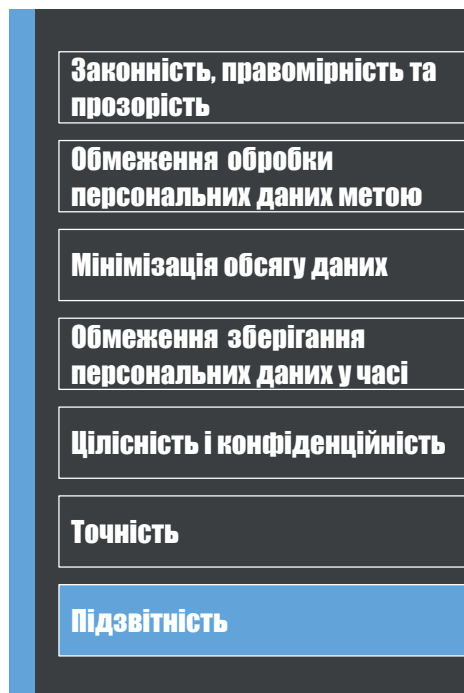 Законність, правомірність та
прозорість
Обмеження обробки
персональних даних метою
Мінімізація обсягу даних
Обмеження зберігання
персональних даних у часі
Цілісність і конфіденційність
Точність
Підзвітність